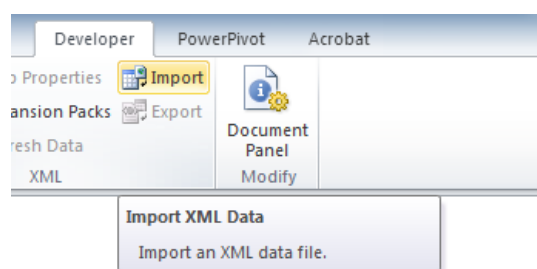 Developer PowerPivot Acrobat
Properties Import
ansion Packs Export
Document
resh Data Panel
XML Modify
Import XML Data
Import an XML data file.